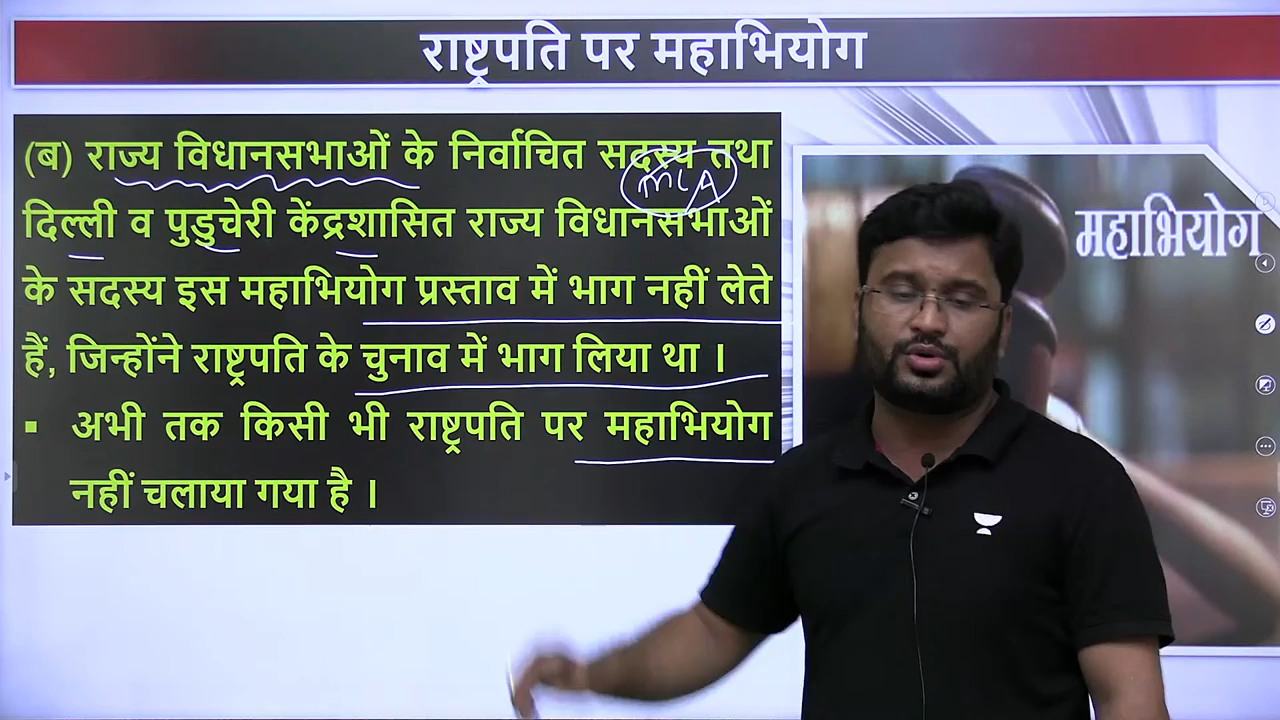 राष्ट्रपति पर महाभियोग
(ब) राज्य विधानसभाओं के निर्वाचित सदस्य तथा
MLA
दिल्ली व पुडुचेरी केंद्रशासित राज्य विधानसभाओं
के सदस्य इस महाभियोग प्रस्ताव में भाग नहीं लेते
हैं, जिन्होंने राष्ट्रपति के चुनाव में भाग लिया था ।
▪ अभी तक किसी भी राष्ट्रपति पर महाभियोग
नहीं चलाया गया है ।
महाभियोग